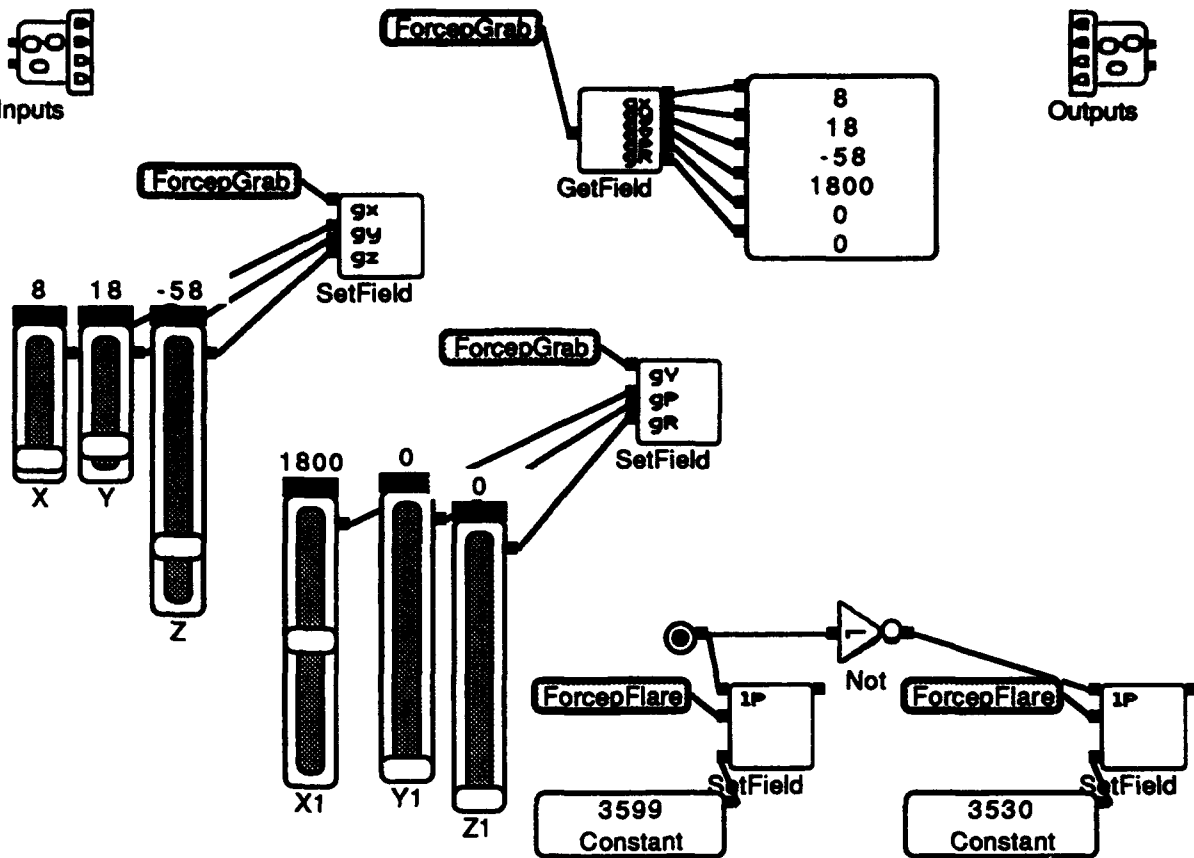 ForcepGrab
Inputs
Outputs
8
18
-58
1800
0
0
GetField
ForcepGrab
gx
gy
gz
SetField
8 18 -58
X Y
Z
ForcepGrab
gY
gP
gR
SetField
1800 0
0
X1 Y1
Z1
Not
ForcepFlare
1P
SetField
3599
Constant
ForcepFlare
1P
SetField
3530
Constant